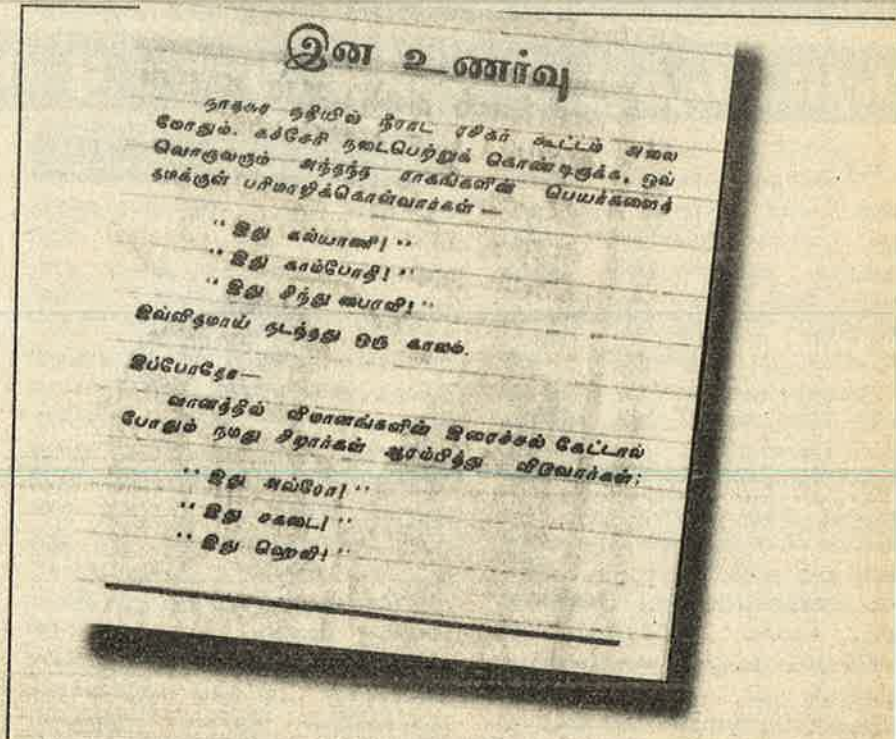 இன உணர்வு
நாதசுர நதியில் நீராட ரசிகர் கூட்டம் அலை
மோதும். கச்சேரி நடைபெற்றுக் கொண்டிருக்க, ஒவ்
வொருவரும் அந்தந்த ராகங்களின் பெயர்களைத்
தமக்குள் பரிமாறிக்கொள்வார்கள் —
" இது கல்யாணி! "
" இது காம்போதி! "
" இது சிந்து பைரவி! "
இவ்விதமாய் நடந்தது ஒரு காலம்.
இப்போதோ—
வானத்தில் விமானங்களின் இரைச்சல் கேட்டால்
போதும் நமது சிறார்கள் ஆரம்பித்து விடுவார்கள்:
" இது அவ்ரோ! "
" இது சகடை! "
" இது ஹெலி! "